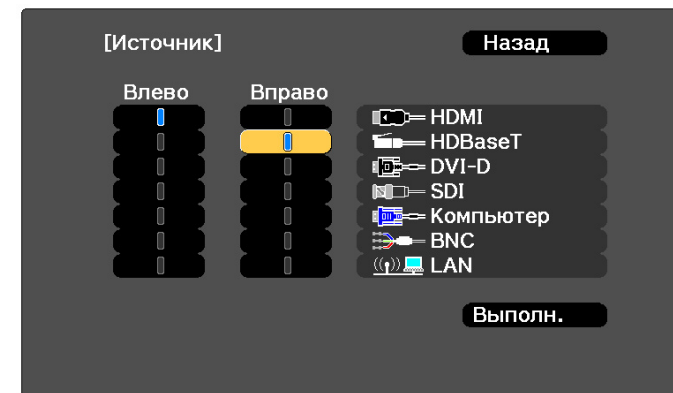 [Источник] Назад
Влево Вправо
HDMI
HDBaseT
DVI-D
SDI
Компьютер
BNC
LAN
Выполн.